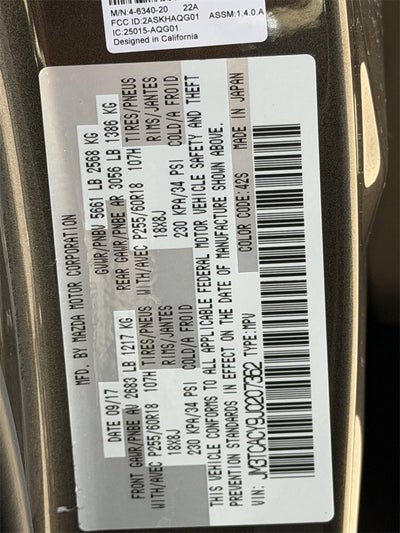 M/N:4-6340-20 22A
FCC ID:2ASKHAQG01
IC:25015-AQG01 ASSM:1.4.0.A
Designed in California
MFD. BY MAZDA MOTOR CORPORATION
DATE 09/17 GVWR/PNBV 5661 LB 2568 KG
FRONT GAWR/PNBE AV 2683 LB 1217 KG REAR GAWR/PNBE AR 3056 LB 1386 KG
WITH/AVEC P255/60R18 107H TIRES/PNEUS WITH/AVEC P255/60R18 107H TIRES/PNEUS
18X8J RIMS/JANTES 18X8J RIMS/JANTES
230 KPA/34 PSI COLD/A FROID 230 KPA/34 PSI COLD/A FROID
THIS VEHICLE CONFORMS TO ALL APPLICABLE FEDERAL MOTOR VEHICLE SAFETY AND THEFT
PREVENTION STANDARDS IN EFFECT ON THE DATE OF MANUFACTURE SHOWN ABOVE.
VIN: JM3TCACY9J0207362 TYPE:MPV COLOR CODE:42S MADE IN JAPAN